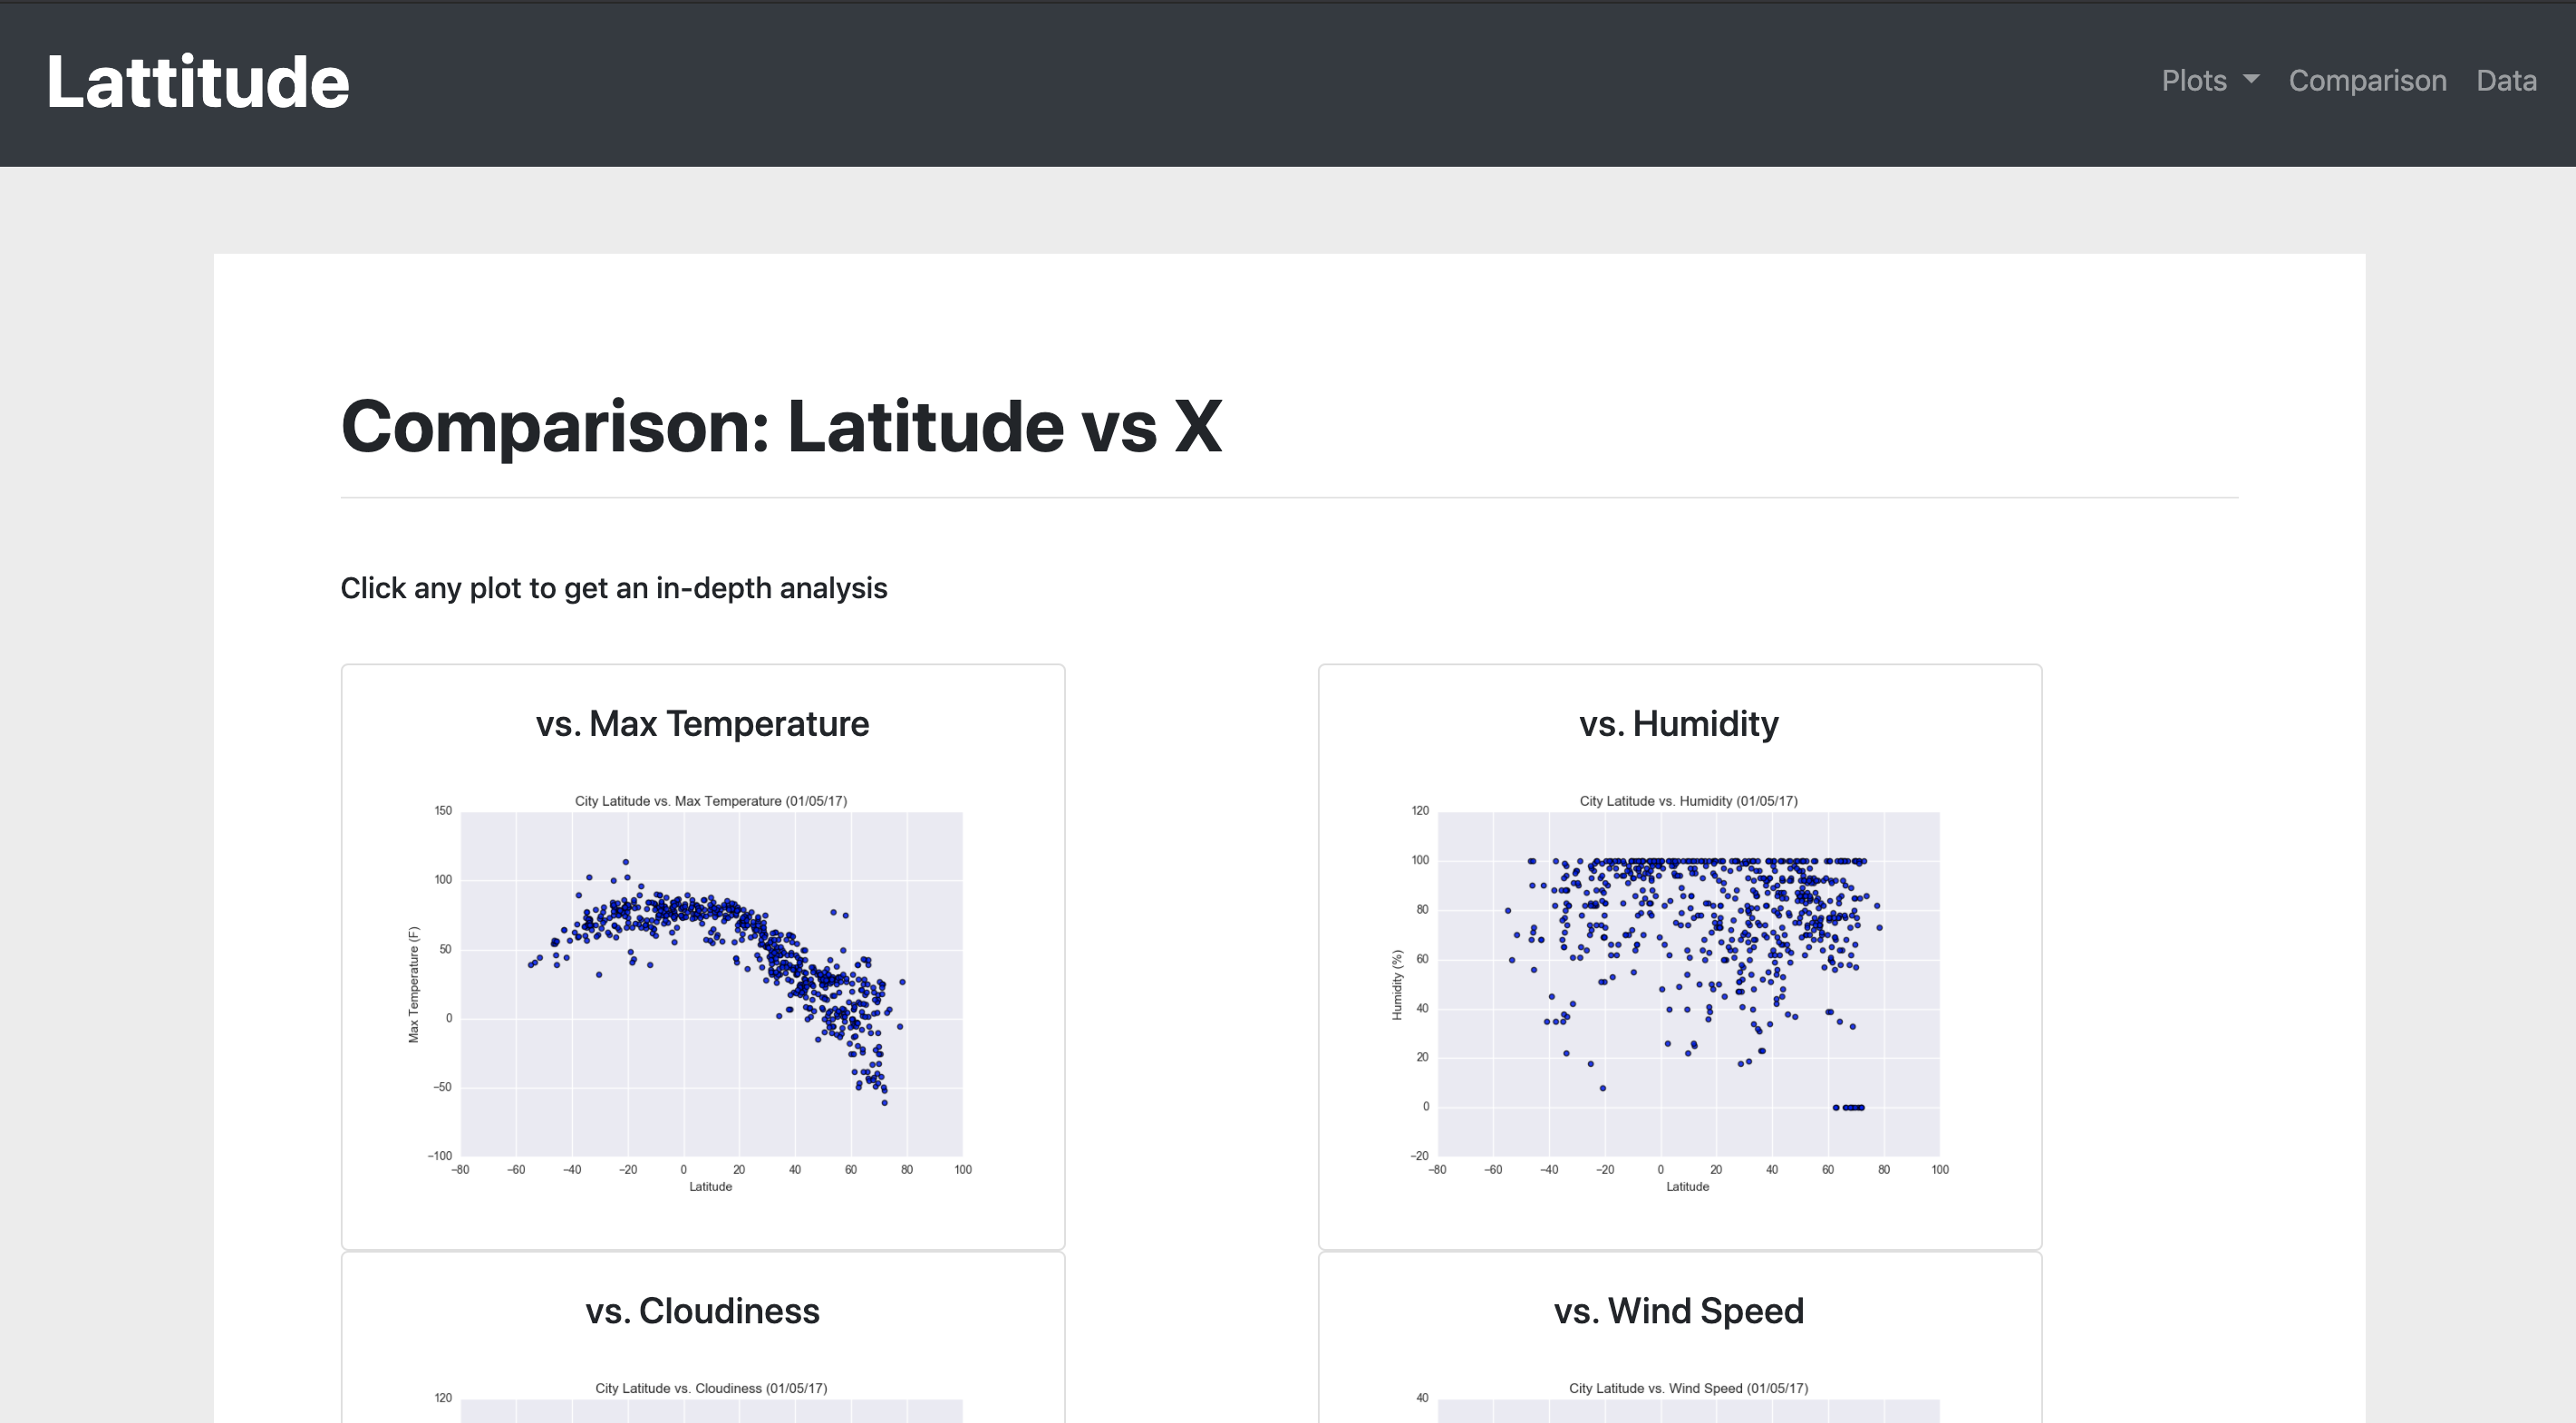 Lattitude
Plots Comparison Data
Comparison: Latitude vs X
Click any plot to get an in-depth analysis
vs. Max Temperature
City Latitude vs. Max Temperature (01/05/17)
150
100
50
0
−50
−100
Max Temperature (F)
−80 −60 −40 −20 0 20 40 60 80 100
Latitude
vs. Humidity
City Latitude vs. Humidity (01/05/17)
120
100
80
60
40
20
0
−20
Humidity (%)
−80 −60 −40 −20 0 20 40 60 80 100
Latitude
vs. Cloudiness
City Latitude vs. Cloudiness (01/05/17)
120
vs. Wind Speed
City Latitude vs. Wind Speed (01/05/17)
40